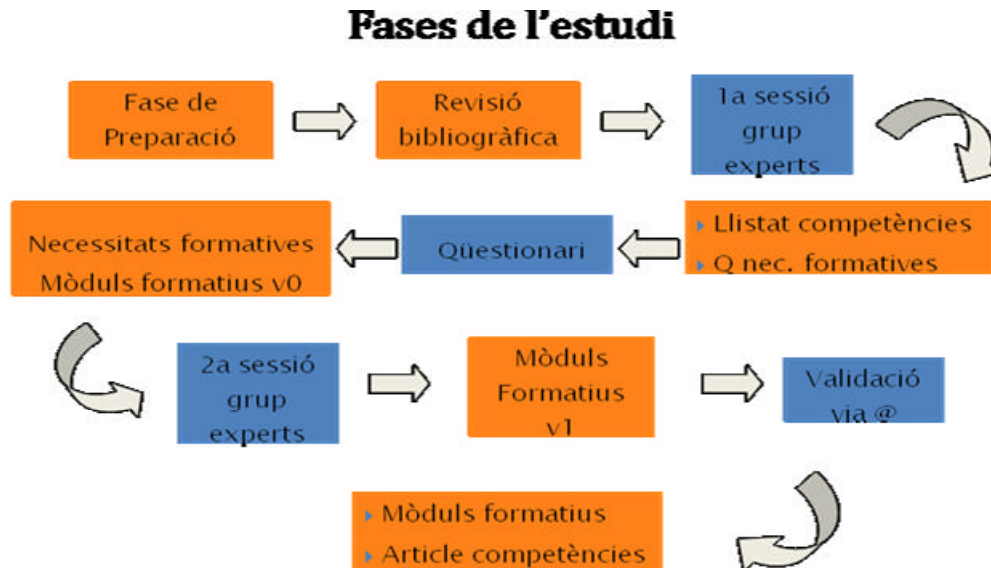 Fases de l'estudi
Fase de
Preparació
Revisió
bibliogràfica
1a sessió
grup
experts
Llistat competències
Q nec. formatives
Qüestionari
Necessitats formatives
Mòduls formatius v0
2a sessió
grup
experts
Mòduls
Formatius
v1
Validació
via @
Mòduls formatius
Article competències